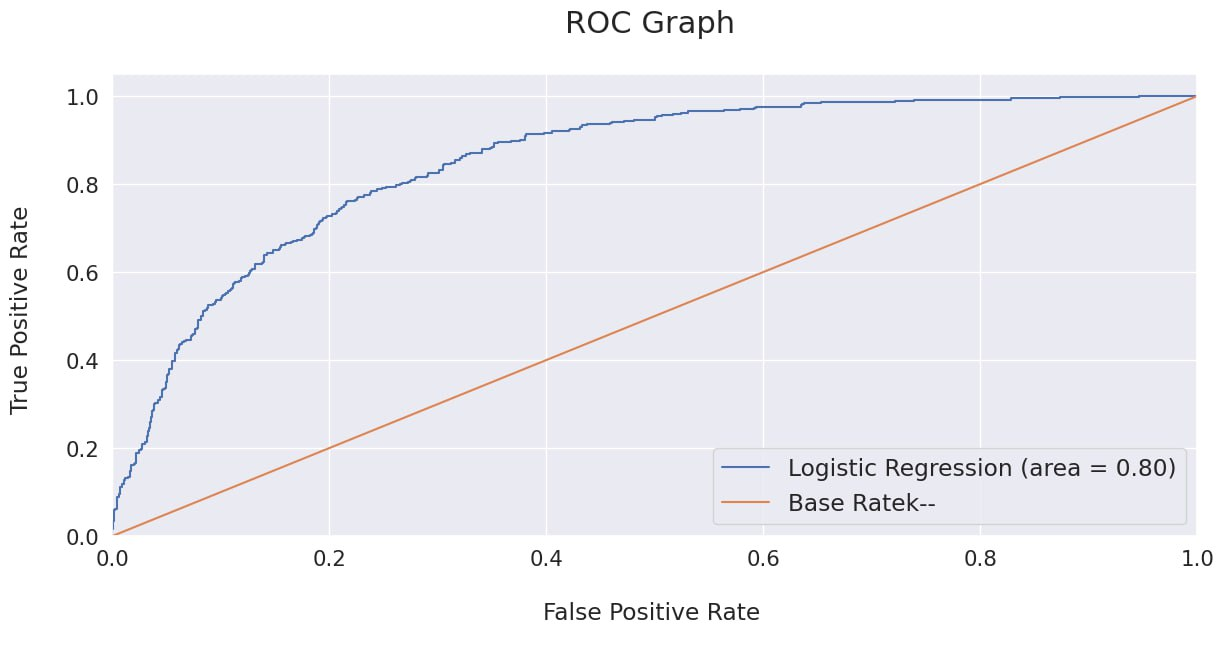 ROC Graph
True Positive Rate
1.0
0.8
0.6
0.4
0.2
0.0
Logistic Regression (area = 0.80)
Base Ratek--
0.0 0.2 0.4 0.6 0.8 1.0
False Positive Rate